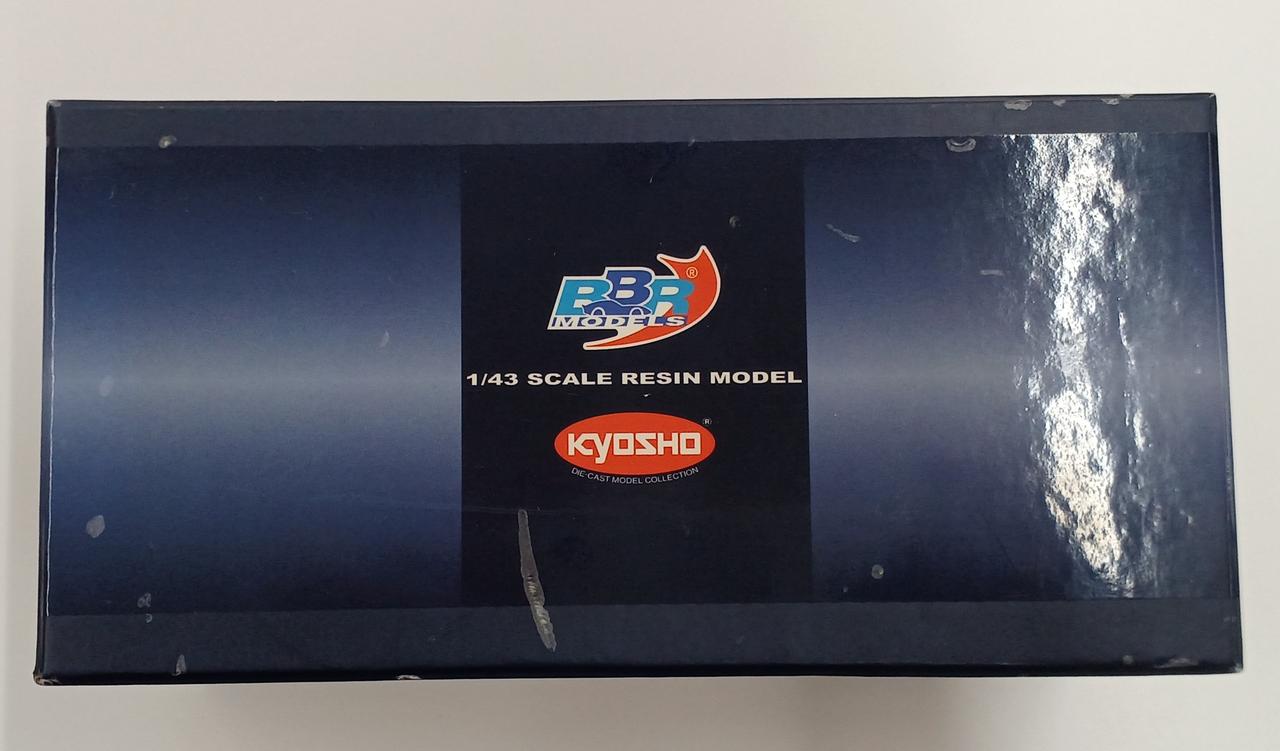 BBR®
MODELS
1/43 SCALE RESIN MODEL
KYOSHO®
DIE-CAST MODEL COLLECTION